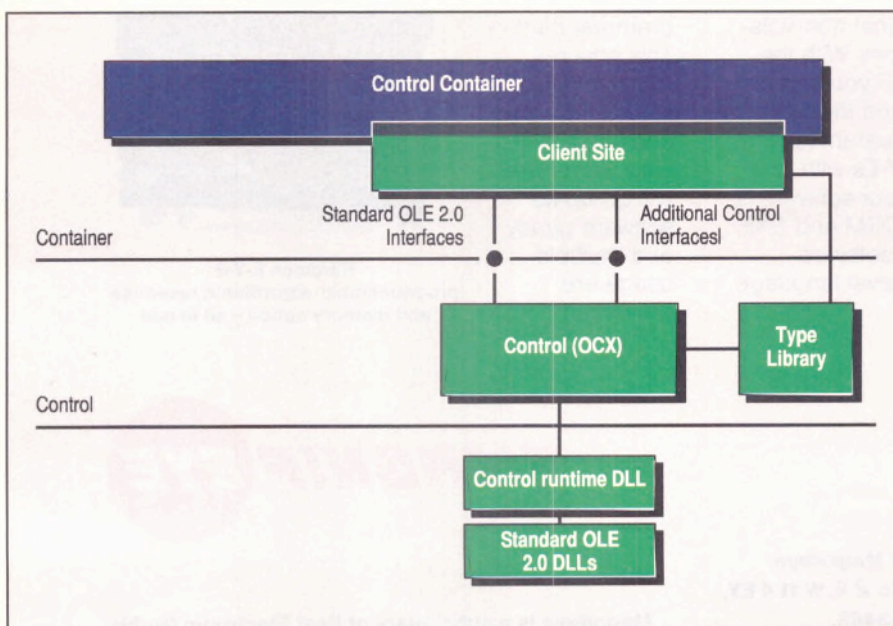 Control Container
Client Site
Standard OLE 2.0
Interfaces
Additional Control
Interfacesl
Container
Control (OCX)
Type
Library
Control
Control runtime DLL
Standard OLE
2.0 DLLs